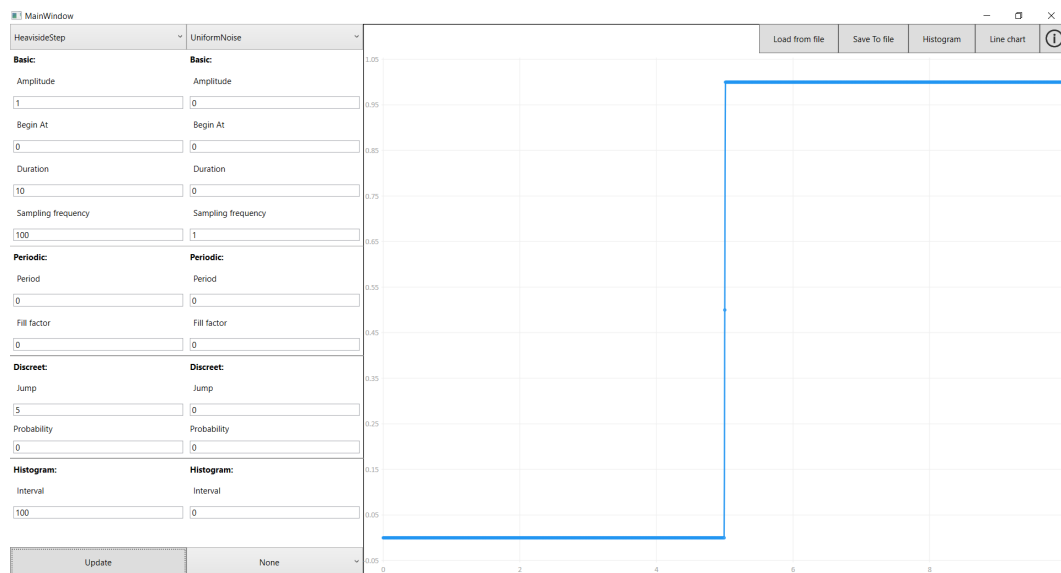 MainWindow
HeavisideStep UniformNoise Load from file Save To file Histogram Line chart
Basic: Basic:
Amplitude Amplitude
1 0
Begin At Begin At
0 0
Duration Duration
10 0
Sampling frequency Sampling frequency
100 1
Periodic: Periodic:
Period Period
0 0
Fill factor Fill factor
0 0
Discreet: Discreet:
Jump Jump
5 0
Probability Probability
0 0
Histogram: Histogram:
Interval Interval
100 0
Update None
1.05
0.95
0.85
0.75
0.65
0.55
0.45
0.35
0.25
0.15
0.05
0.05
0 2 4 6 8